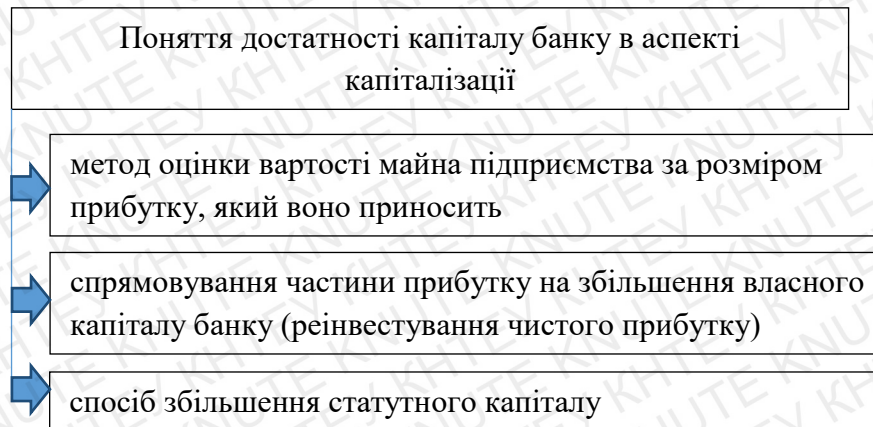 Поняття достатності капіталу банку в аспекті
капіталізації
метод оцінки вартості майна підприємства за розміром
прибутку, який воно приносить
спрямовування частини прибутку на збільшення власного
капіталу банку (реінвестування чистого прибутку)
спосіб збільшення статутного капіталу